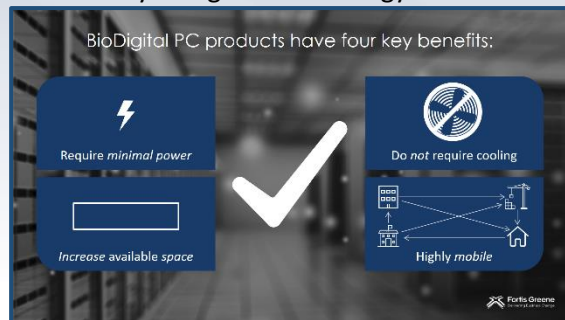 BioDigital PC products have four key benefits:
Require minimal power
Do not require cooling
Increase available space
Highly mobile
Fortis Greene